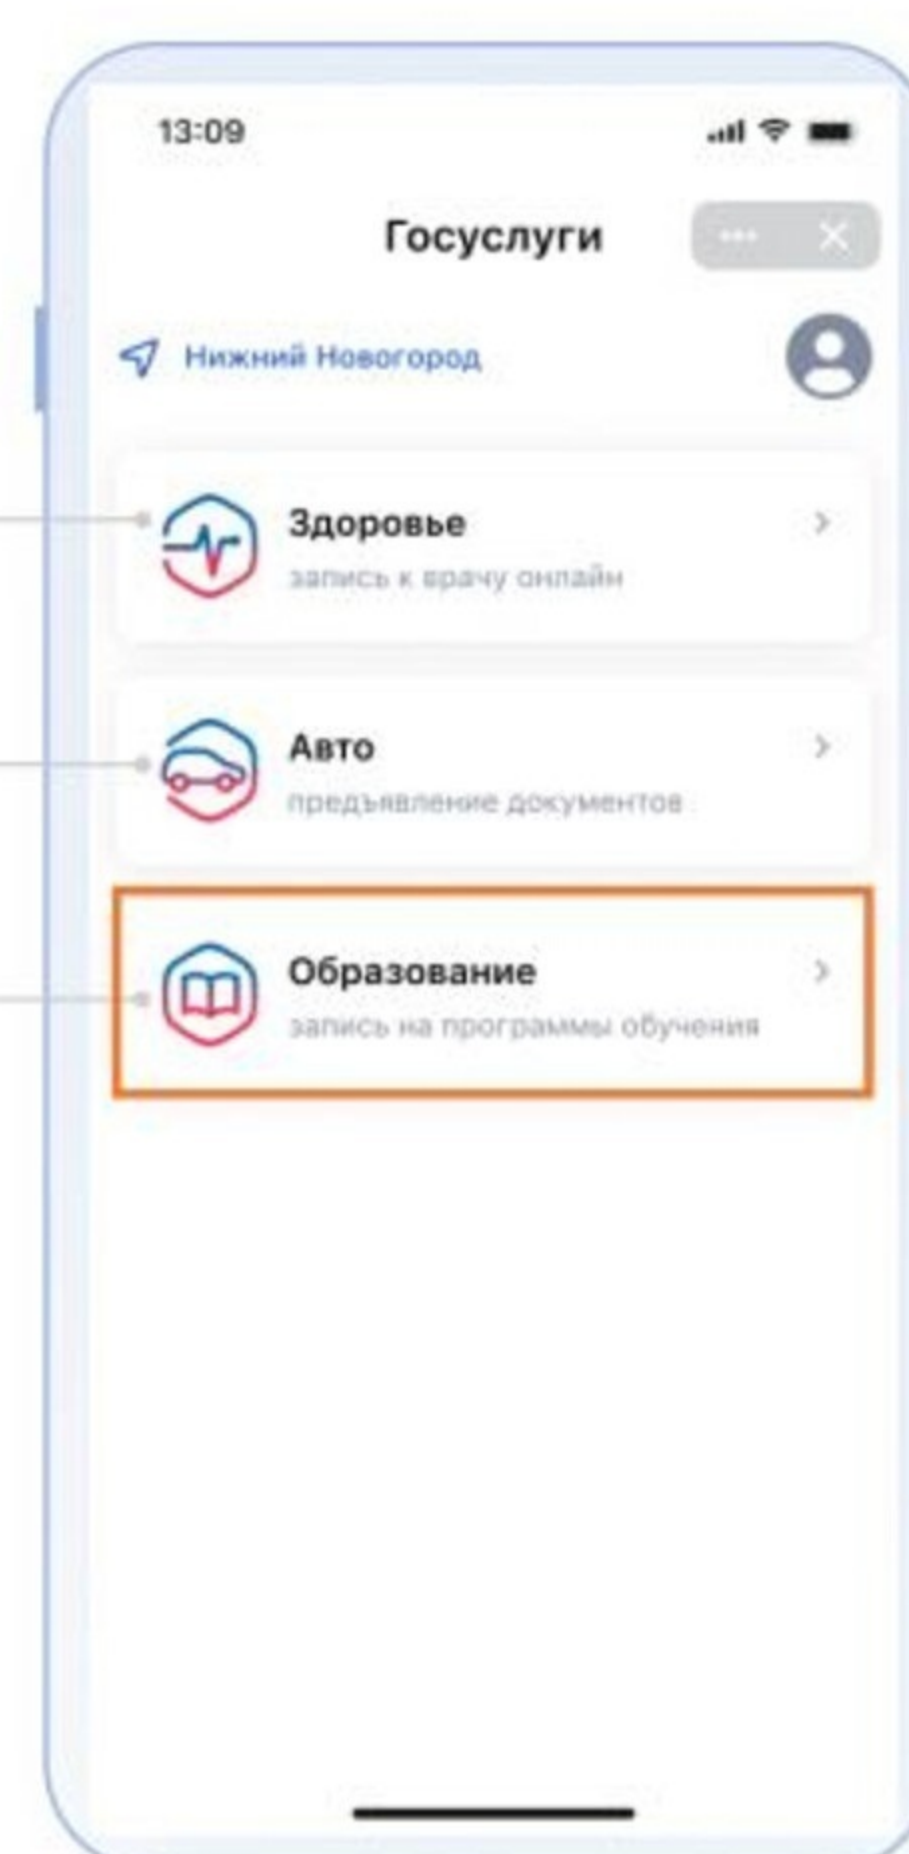 13:09
Госуслуги
Нижний Новогород
Здоровье
запись к врачу онлайн
Авто
предъявление документов
Образование
запись на программы обучения